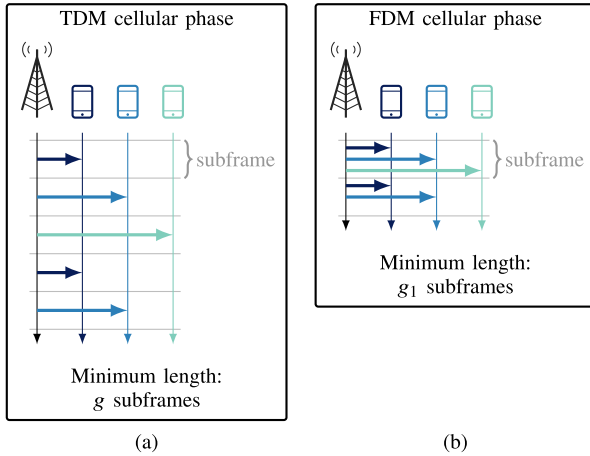 TDM cellular phase
subframe
Minimum length:
g subframes
(a)
FDM cellular phase
subframe
Minimum length:
g₁ subframes
(b)